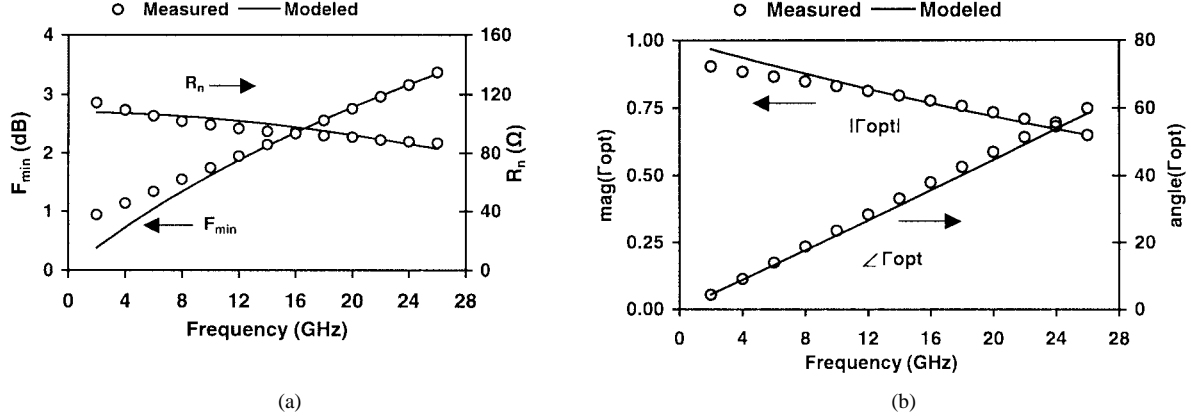 Measured Modeled
Measured Modeled
4
3
2
1
0
F_min (dB)
160
120
80
40
0
R_n (Ω)
R_n
F_min
0 4 8 12 16 20 24 28
Frequency (GHz)
(a)
1.00
0.75
0.50
0.25
0.00
mag(Γopt)
80
60
40
20
0
angle(Γopt)
|Γopt|
∠Γopt
0 4 8 12 16 20 24 28
Frequency (GHz)
(b)